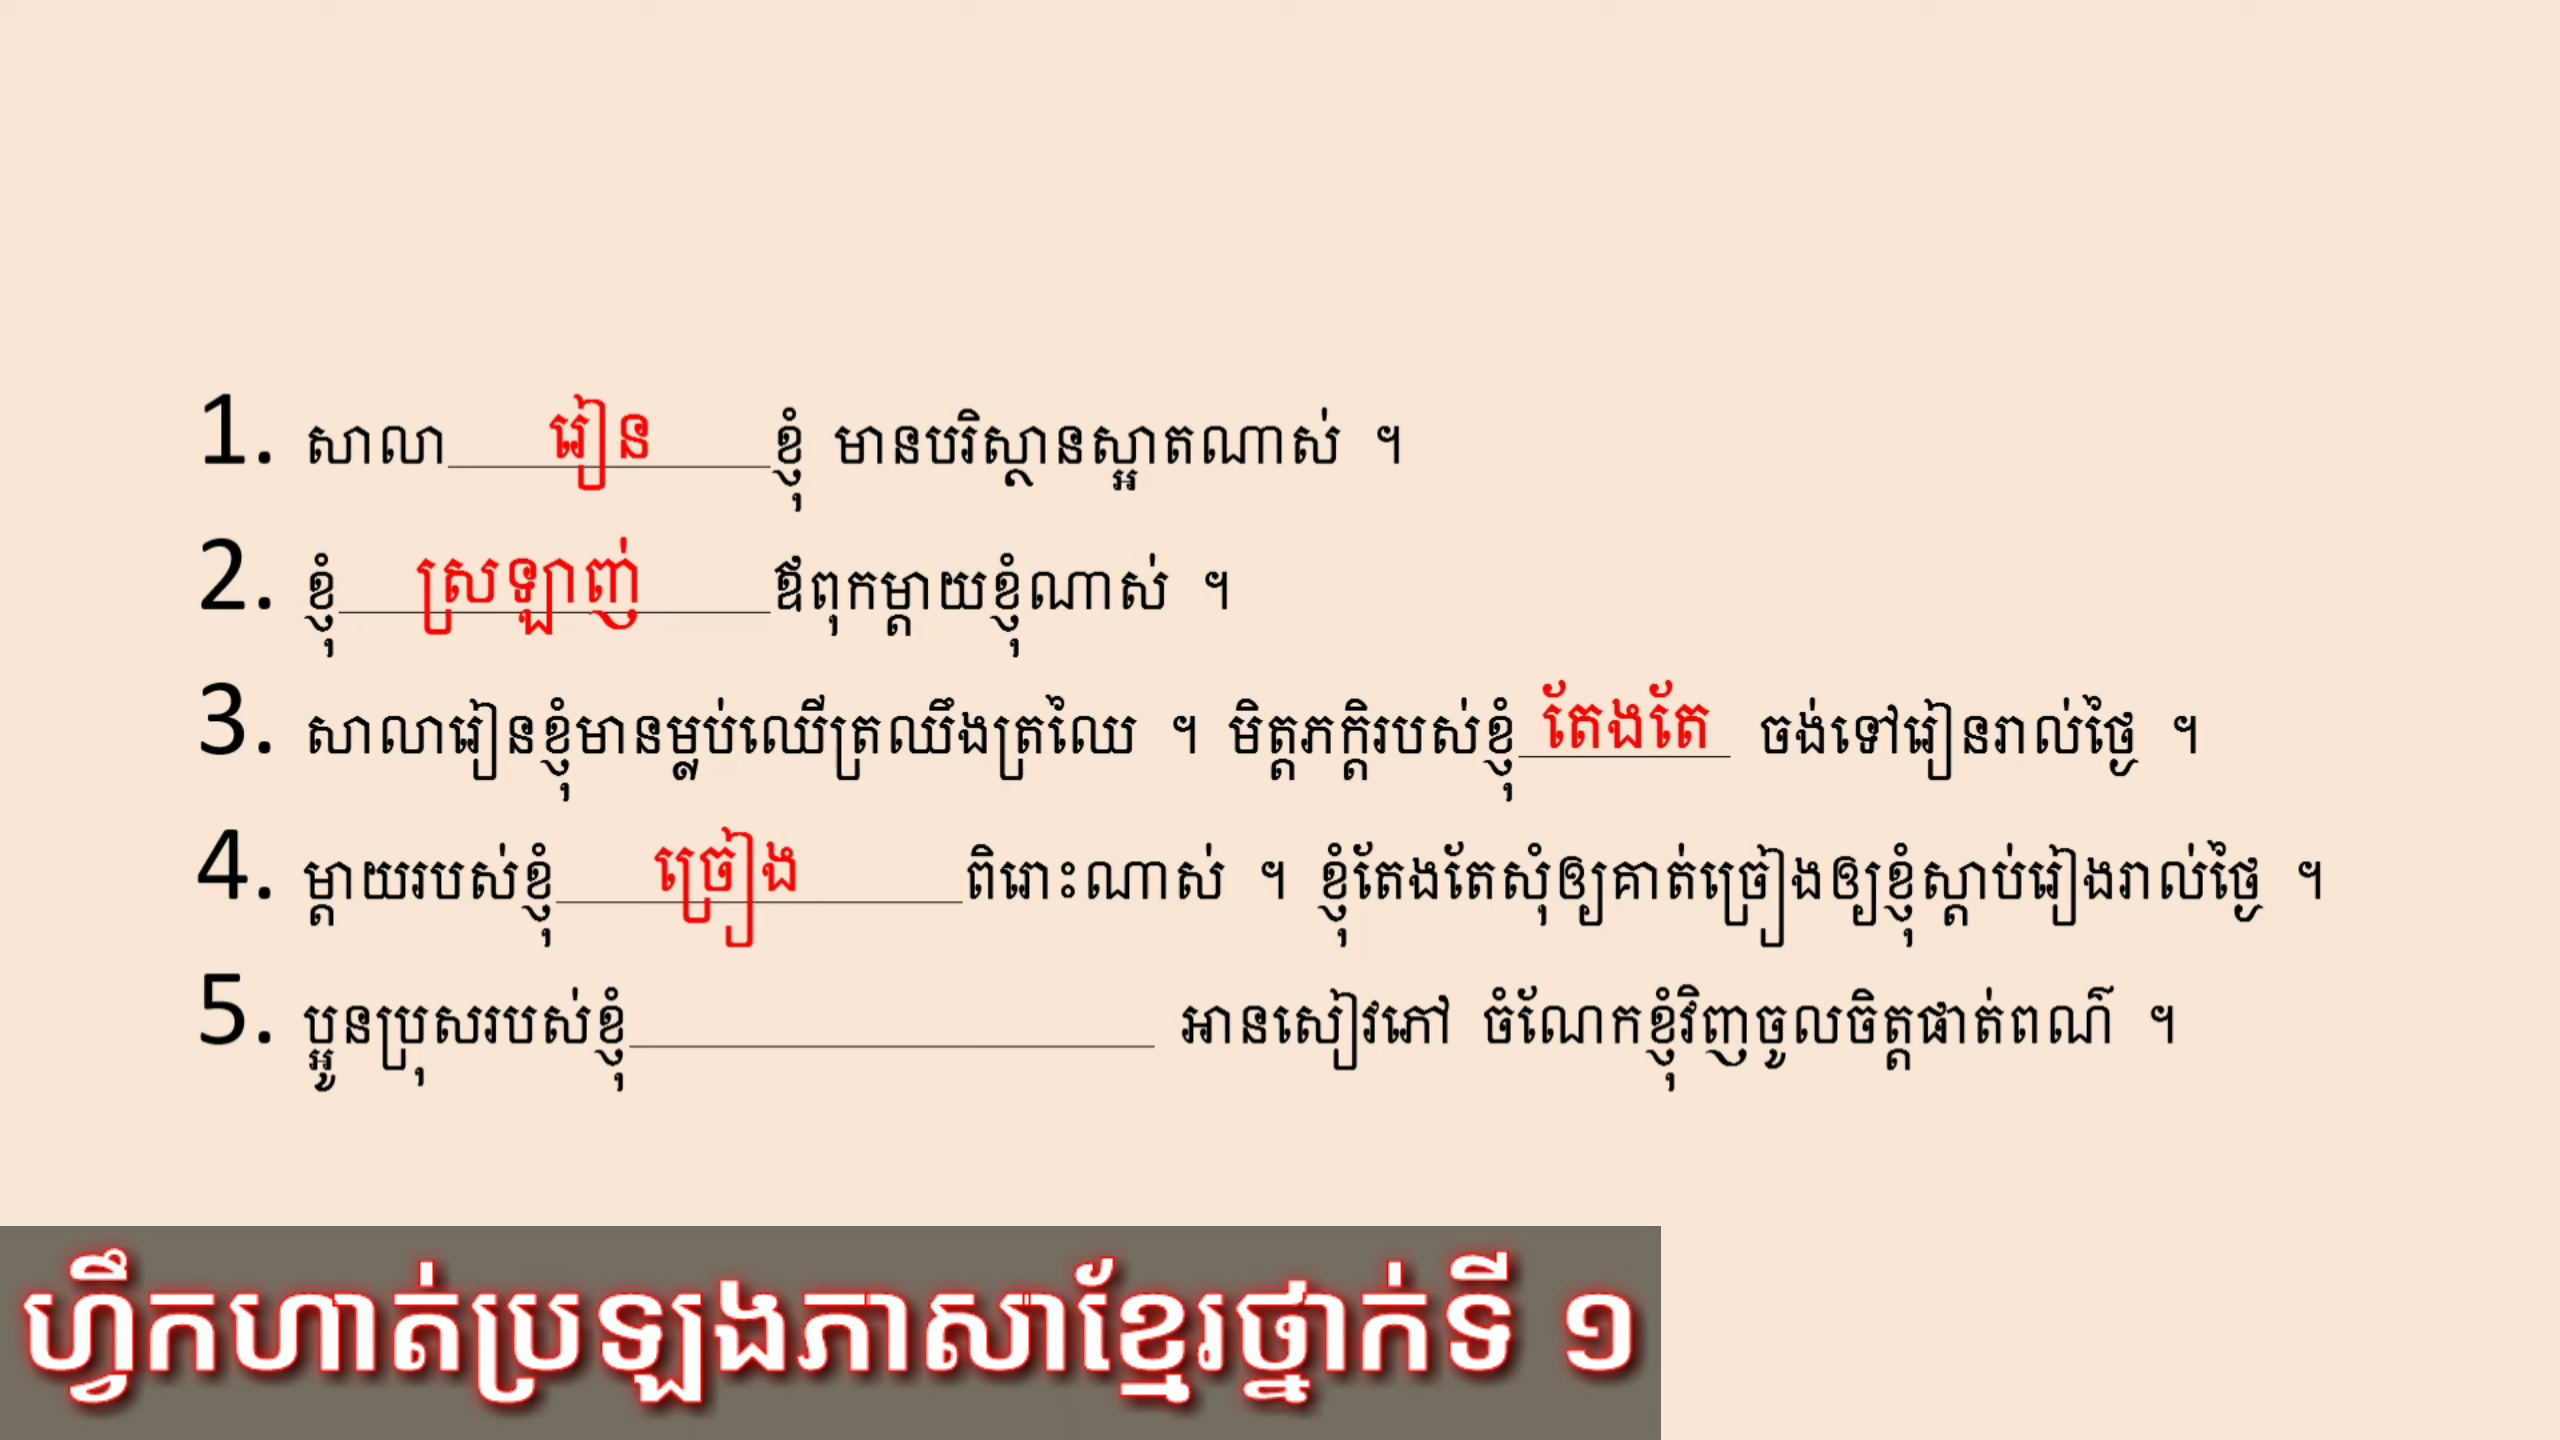 1. សាលា រៀន ខ្ញុំ មានបរិស្ថានស្អាតណាស់ ។
2. ខ្ញុំ ស្រឡាញ់ ឪពុកម្ដាយខ្ញុំណាស់ ។
3. សាលារៀនខ្ញុំមានម្លប់ឈើត្រឈឹងត្រឈៃ ។ មិត្តភក្ដិរបស់ខ្ញុំ តែងតែ ចង់ទៅរៀនរាល់ថ្ងៃ ។
4. ម្ដាយរបស់ខ្ញុំ ច្រៀង ពិរោះណាស់ ។ ខ្ញុំតែងតែសុំឲ្យគាត់ច្រៀងឲ្យខ្ញុំស្ដាប់រៀងរាល់ថ្ងៃ ។
5. ប្អូនប្រុសរបស់ខ្ញុំ__________ អានសៀវភៅ ចំណែកខ្ញុំវិញចូលចិត្តផាត់ពណ៌ ។
ហ្វឹកហាត់ប្រឡងភាសាខ្មែរថ្នាក់ទី ១